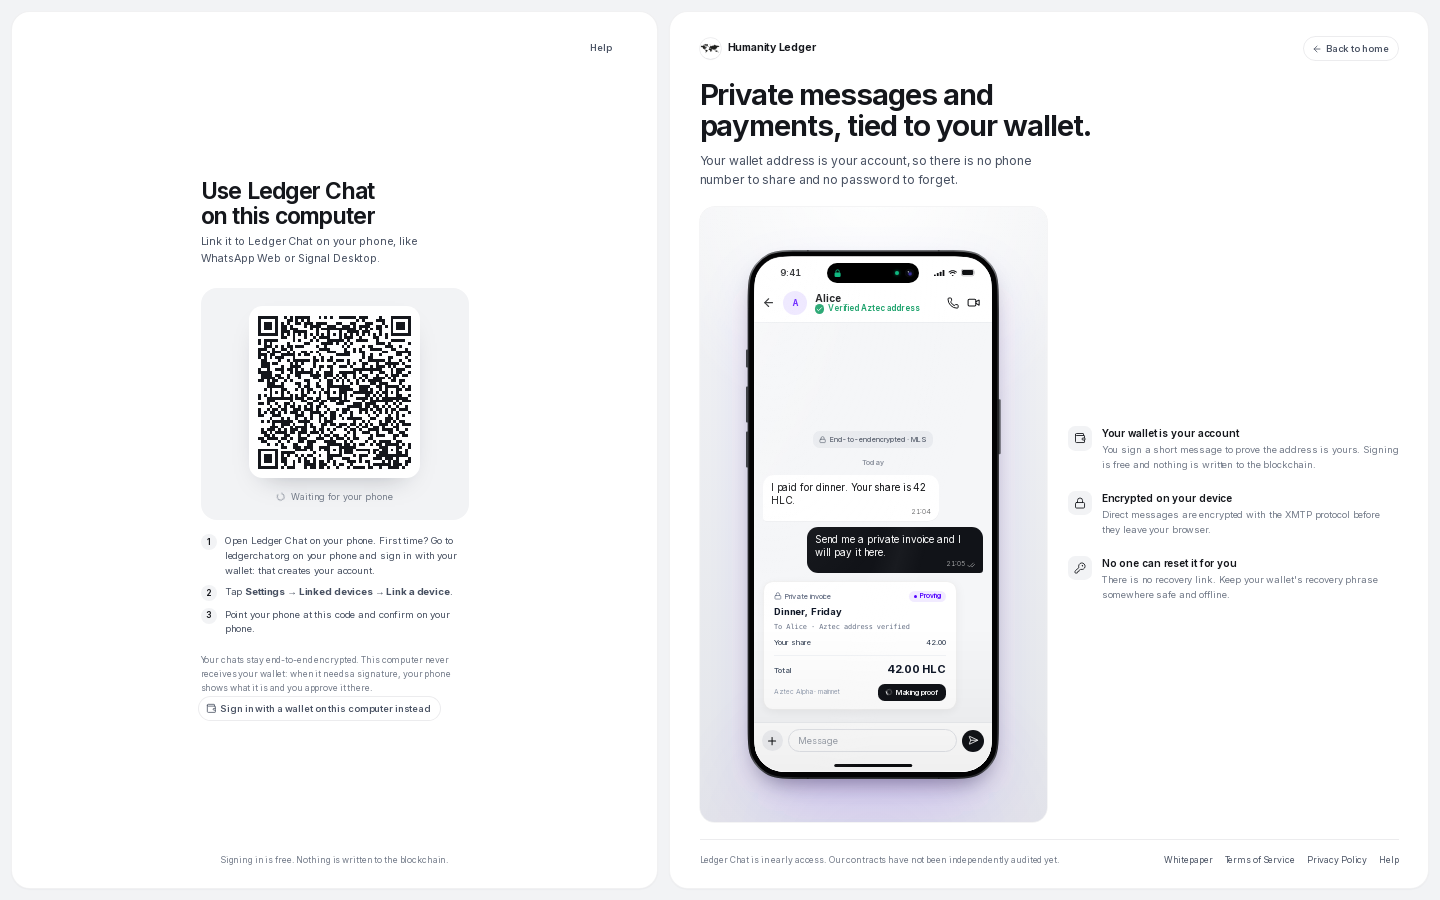 Help
Use Ledger Chat
on this computer
Link it to Ledger Chat on your phone, like
WhatsApp Web or Signal Desktop.
Waiting for your phone
1 Open Ledger Chat on your phone. First time? Go to
ledgerchat.org on your phone and sign in with your
wallet: that creates your account.
2 Tap Settings → Linked devices → Link a device.
3 Point your phone at this code and confirm on your
phone.
Your chats stay end-to-end encrypted. This computer never
receives your wallet: when it needs a signature, your phone
shows what it is and you approve it there.
Sign in with a wallet on this computer instead
Signing in is free. Nothing is written to the blockchain.
Humanity Ledger
← Back to home
Private messages and
payments, tied to your wallet.
Your wallet address is your account, so there is no phone
number to share and no password to forget.
9:41
A Alice
Verified Aztec address
End-to-end encrypted · MLS
Today
I paid for dinner. Your share is 42
HLC.
21:04
Send me a private invoice and I
will pay it here.
21:05
Private invoice Proving
Dinner, Friday
To Alice · Aztec address verified
Your share 42.00
Total 42.00 HLC
Aztec Alpha · mainnet Making proof
Message
Your wallet is your account
You sign a short message to prove the address is yours. Signing
is free and nothing is written to the blockchain.
Encrypted on your device
Direct messages are encrypted with the XMTP protocol before
they leave your browser.
No one can reset it for you
There is no recovery link. Keep your wallet's recovery phrase
somewhere safe and offline.
Ledger Chat is in early access. Our contracts have not been independently audited yet.
Whitepaper Terms of Service Privacy Policy Help